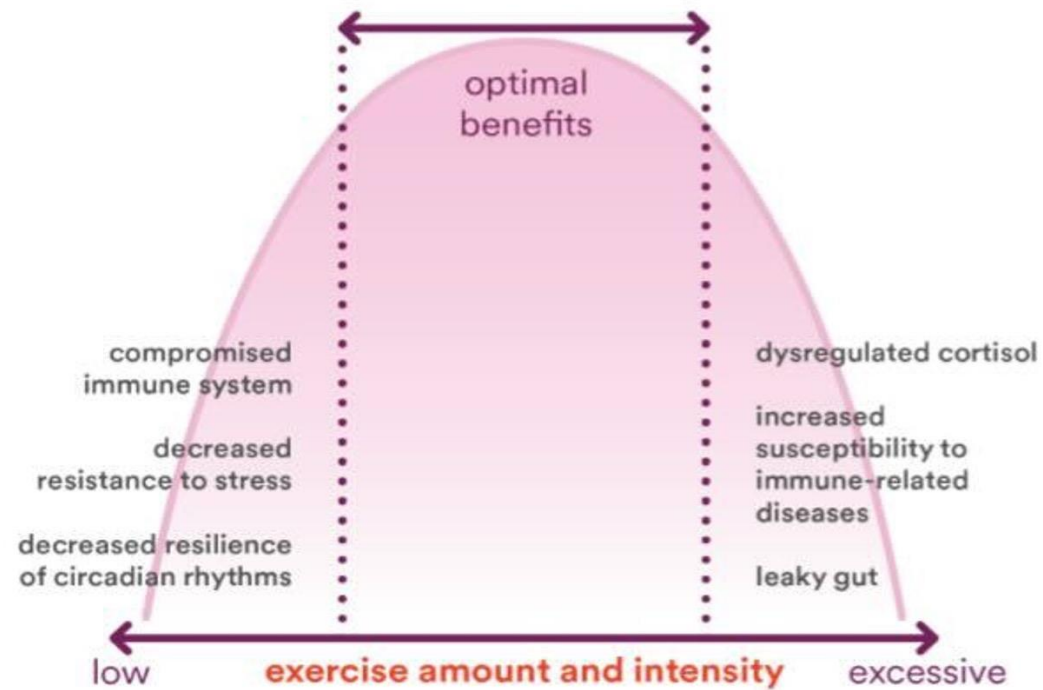 optimal
benefits
compromised
immune system
decreased
resistance to stress
decreased resilience
of circadian rhythms
dysregulated cortisol
increased
susceptibility to
immune-related
diseases
leaky gut
low
exercise amount and intensity
excessive